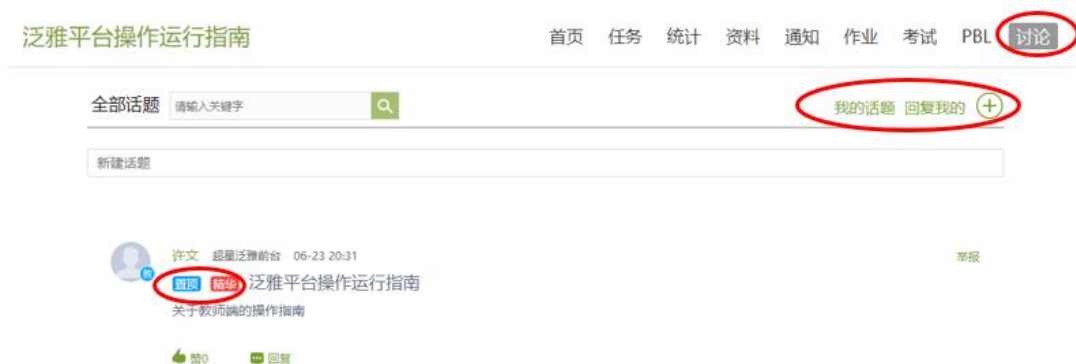 泛雅平台操作运行指南 首页 任务 统计 资料 通知 作业 考试 PBL 讨论
全部话题 请输入关键字 我的话题 回复我的
新建话题
许文 超星泛雅前台 06-23 20:31 举报
教
置顶 精华 泛雅平台操作运行指南
关于教师端的操作指南
赞0 回复